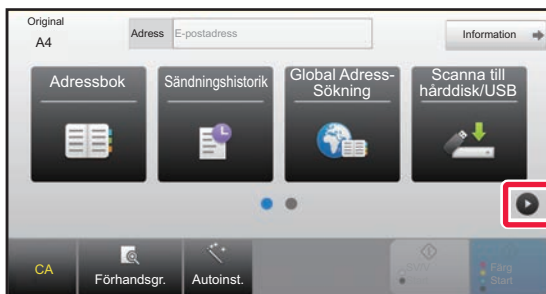 Original
A4
Adress
E-postadress
Information
Adressbok
Sändningshistorik
Global Adress-
Sökning
Scanna till
hårddisk/USB
CA
Förhandsgr.
Autoinst.
Färg
Start